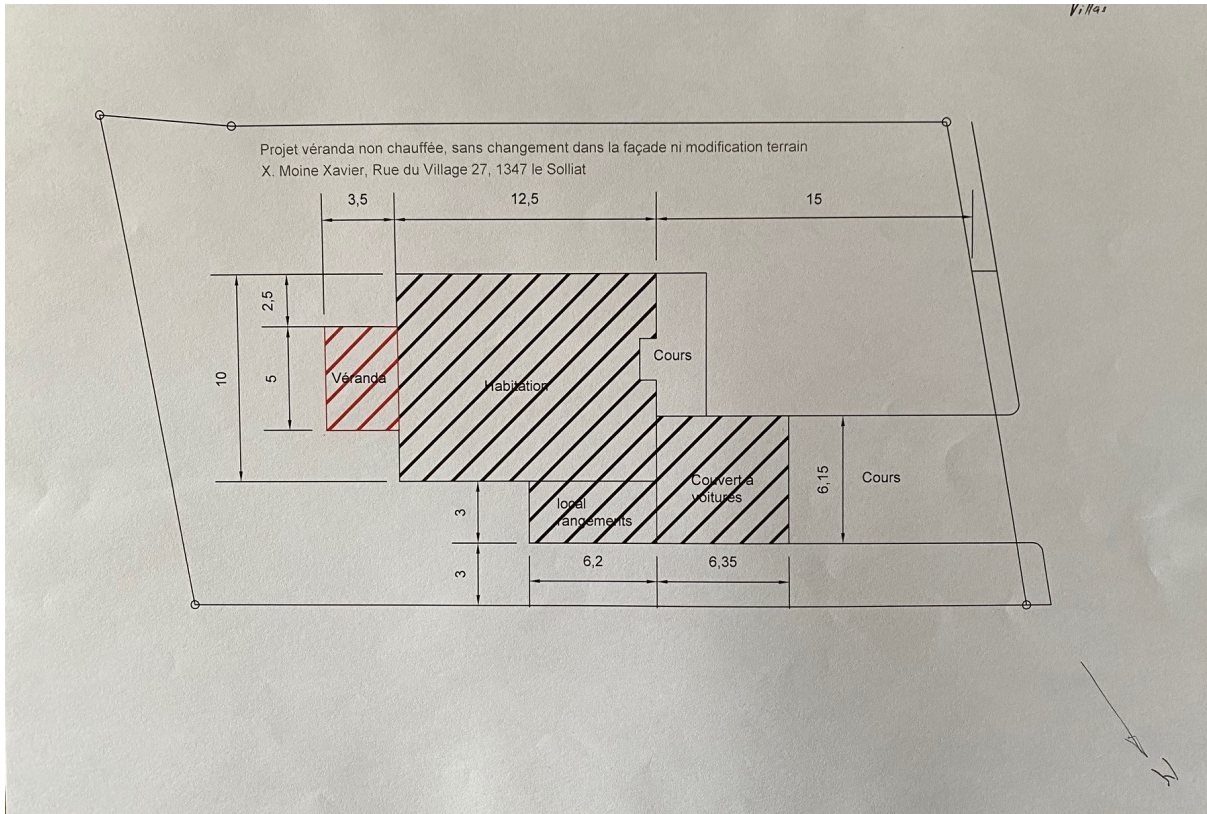 Villas
Projet véranda non chauffée, sans changement dans la façade ni modification terrain
X. Moine Xavier, Rue du Village 27, 1347 le Solliat
3,5
12,5
15
2,5
10
5
Véranda
Habitation
Cours
Couvert à
voitures
6,15
Cours
local
rangements
3
3
6,2
6,35
N